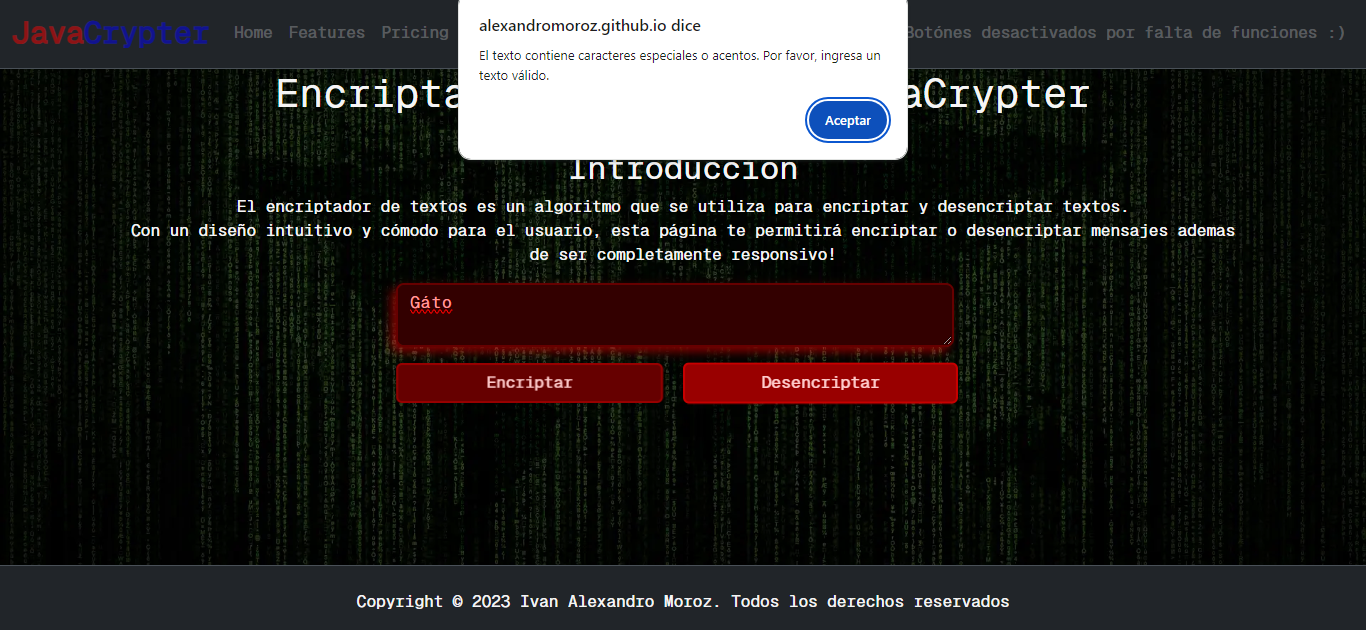 JavaCrypter Home Features Pricing
Botónes desactivados por falta de funciones :)
alexandromoroz.github.io dice
El texto contiene caracteres especiales o acentos. Por favor, ingresa un
texto válido.
Aceptar
Encripta aCrypter
Introducción
El encriptador de textos es un algoritmo que se utiliza para encriptar y desencriptar textos.
Con un diseño intuitivo y cómodo para el usuario, esta página te permitirá encriptar o desencriptar mensajes ademas
de ser completamente responsivo!
Gáto
Encriptar
Desencriptar
Copyright © 2023 Ivan Alexandro Moroz. Todos los derechos reservados